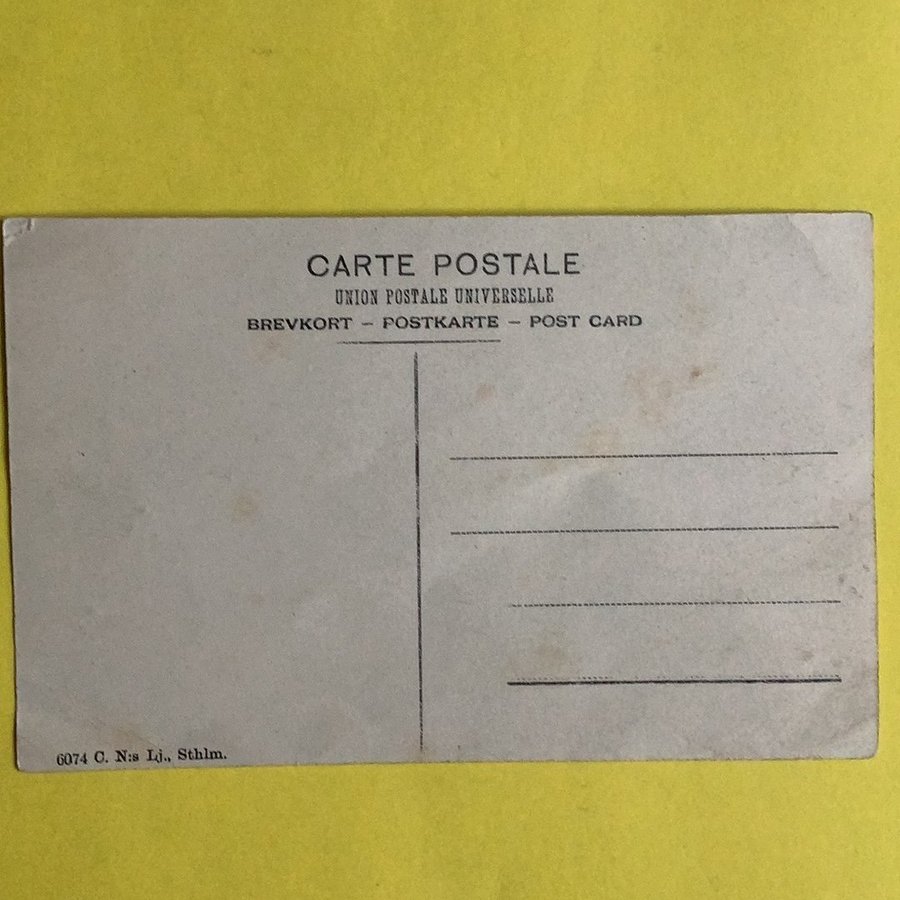 CARTE POSTALE
UNION POSTALE UNIVERSELLE
BREVKORT – POSTKARTE – POST CARD
6074 C. N:s Lj., Sthlm.